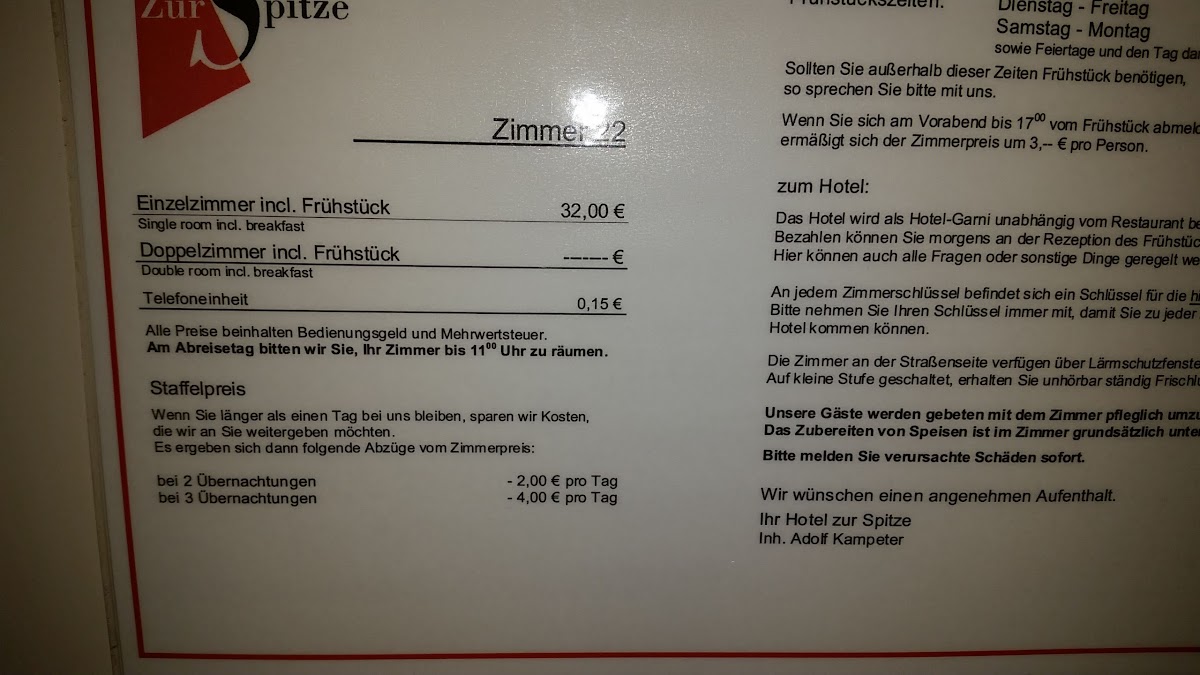 Zur Spitze
Zimmer 22
Einzelzimmer incl. Frühstück 32,00 €
Single room incl. breakfast
Doppelzimmer incl. Frühstück ------- €
Double room incl. breakfast
Telefoneinheit 0,15 €
Alle Preise beinhalten Bedienungsgeld und Mehrwertsteuer.
Am Abreisetag bitten wir Sie, Ihr Zimmer bis 11⁰⁰ Uhr zu räumen.
Staffelpreis
Wenn Sie länger als einen Tag bei uns bleiben, sparen wir Kosten,
die wir an Sie weitergeben möchten.
Es ergeben sich dann folgende Abzüge vom Zimmerpreis:
bei 2 Übernachtungen - 2,00 € pro Tag
bei 3 Übernachtungen - 4,00 € pro Tag
Frühstückszeiten: Dienstag - Freitag
Samstag - Montag
sowie Feiertage und den Tag
Sollten Sie außerhalb dieser Zeiten Frühstück benötigen,
so sprechen Sie bitte mit uns.
Wenn Sie sich am Vorabend bis 17⁰⁰ vom Frühstück
ermäßigt sich der Zimmerpreis um 3,-- € pro Person.
zum Hotel:
Das Hotel wird als Hotel-Garni unabhängig vom Restaurant
Bezahlen können Sie morgens an der Rezeption des
Hier können auch alle Fragen oder sonstige Dinge geregelt
An jedem Zimmerschlüssel befindet sich ein Schlüssel für die
Bitte nehmen Sie Ihren Schlüssel immer mit, damit Sie zu jeder
Hotel kommen können.
Die Zimmer an der Straßenseite verfügen über
Auf kleine Stufe geschaltet, erhalten Sie unhörbar ständig
Unsere Gäste werden gebeten mit dem Zimmer pfleglich
Das Zubereiten von Speisen ist im Zimmer grundsätzlich
Bitte melden Sie verursachte Schäden sofort.
Wir wünschen einen angenehmen Aufenthalt.
Ihr Hotel zur Spitze
Inh. Adolf Kampeter